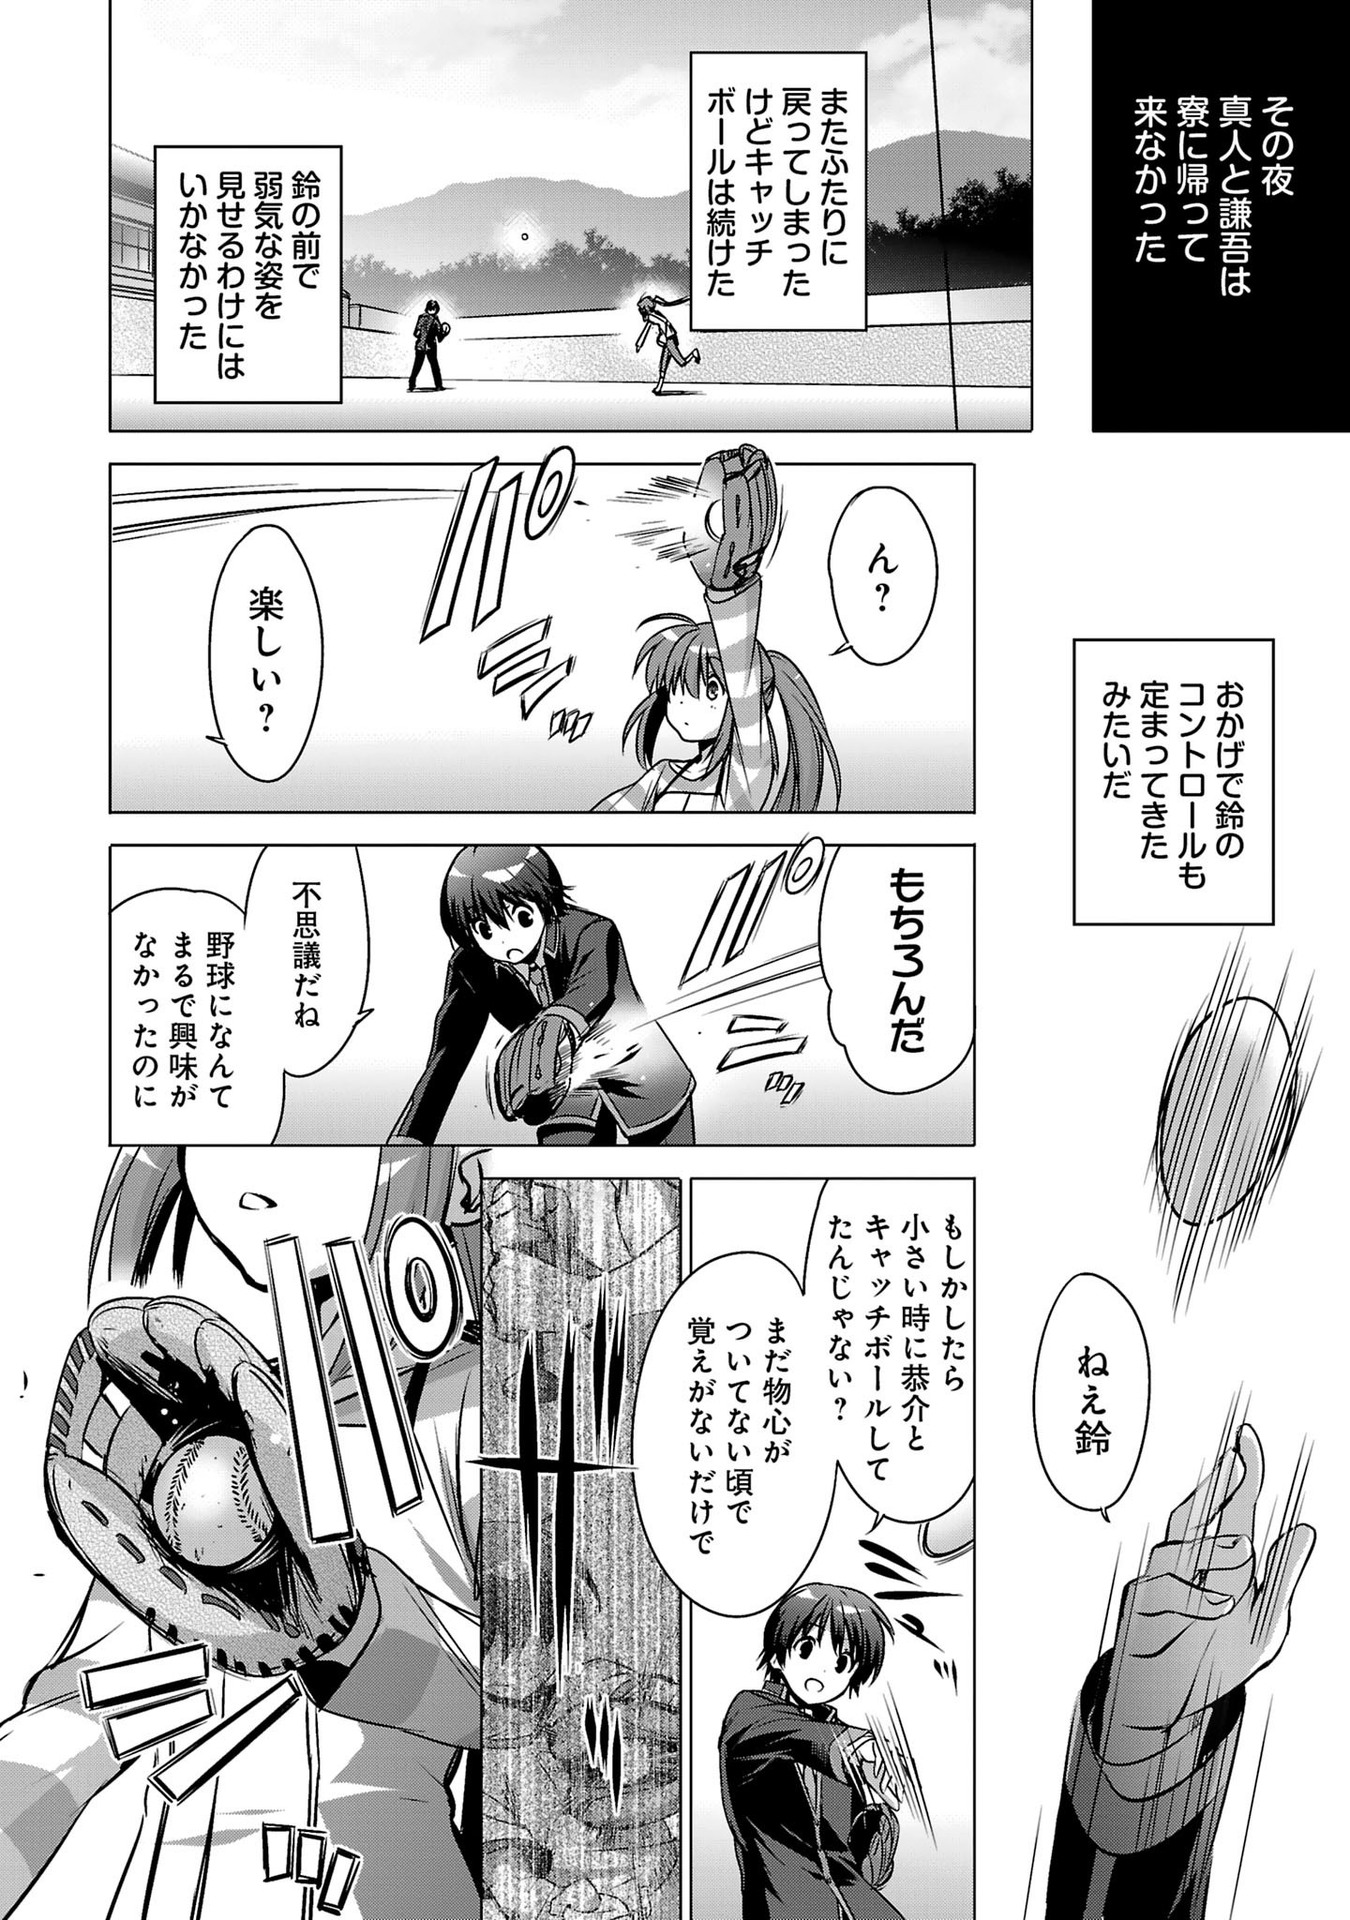 その夜
真人と謙吾は
寮に帰って
来なかった
またふたりに
戻ってしまった
けどキャッチ
ボールは続けた
鈴の前で
弱気な姿を
見せるわけには
いかなかった
おかげで鈴の
コントロールも
定まってきた
みたいだ
ねえ鈴
ん?
パン
楽しい?
もちろんだ
パン
不思議だね
野球になんて
まるで興味が
なかったのに
もしかしたら
小さい時に恭介と
キャッチボールして
たんじゃない?
まだ物心が
ついてない頃で
覚えがないだけで
パン